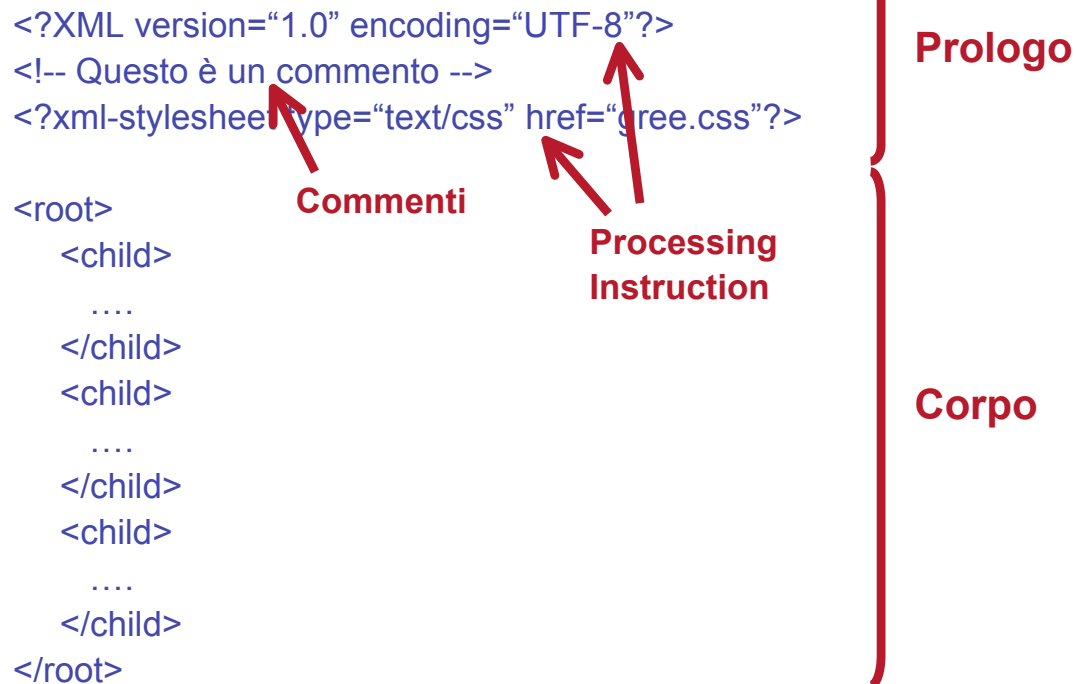 <?XML version=“1.0” encoding=“UTF-8”?>
<!-- Questo è un commento -->
<?xml-stylesheet type=“text/css” href=“gree.css”?>
Prologo
Commenti
Processing
Instruction
<root>
<child>
....
</child>
<child>
....
</child>
<child>
....
</child>
</root>
Corpo